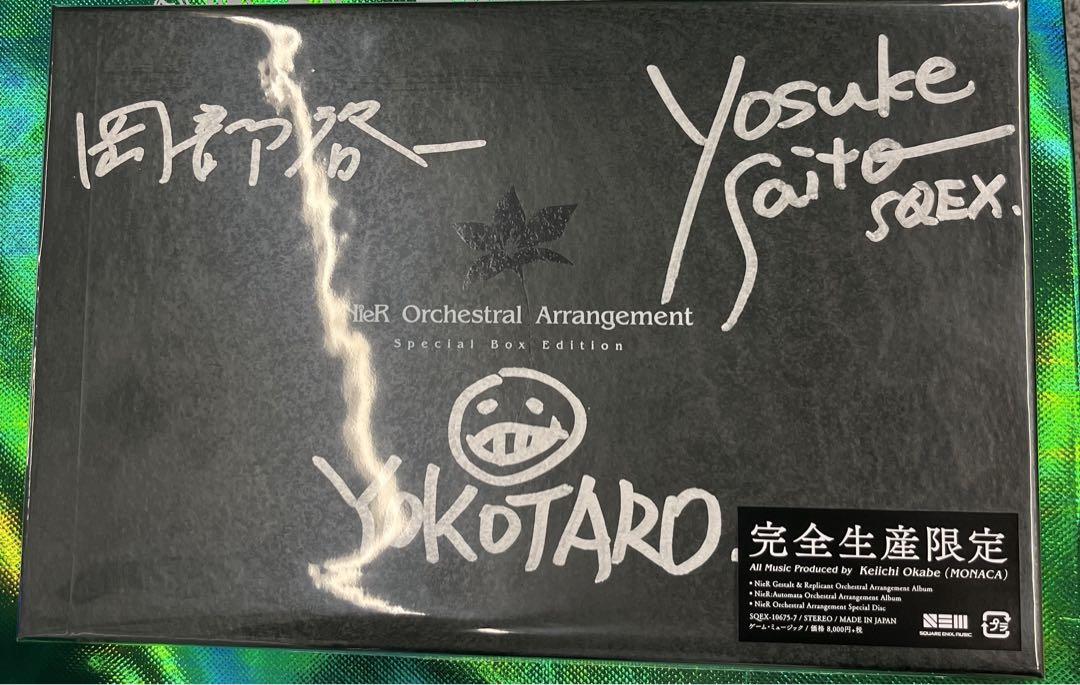 岡部啓一
Yosuke
Saito
SQEX.
NieR Orchestral Arrangement
Special Box Edition
YOKOTARO.
完全生産限定
All Music Produced by Keiichi Okabe (MONACA)
• NieR Gestalt & Replicant Orchestral Arrangement Album
• NieR:Automata Orchestral Arrangement Album
• NieR Orchestral Arrangement Special Disc
SQEX-10675-7 / STEREO / MADE IN JAPAN
ゲーム・ミュージック / 価格 8,000円+税
SQUARE ENIX MUSIC
プラ